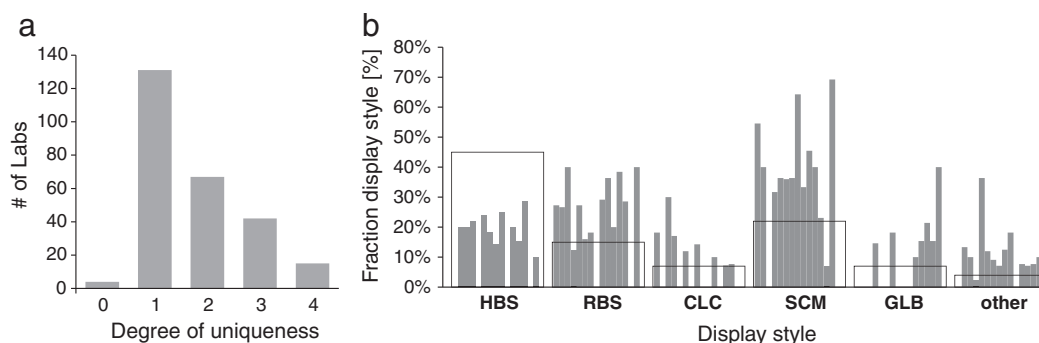 a
# of Labs
140
120
100
80
60
40
20
0
0 1 2 3 4
Degree of uniqueness
b
Fraction display style [%]
80%
70%
60%
50%
40%
30%
20%
10%
0%
HBS RBS CLC SCM GLB other
Display style